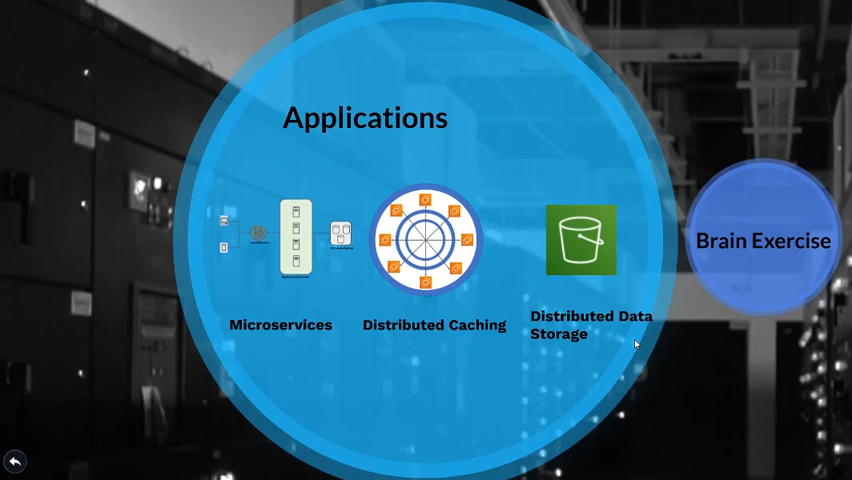 Applications
Microservices
Distributed Caching
Distributed Data
Storage
Brain Exercise